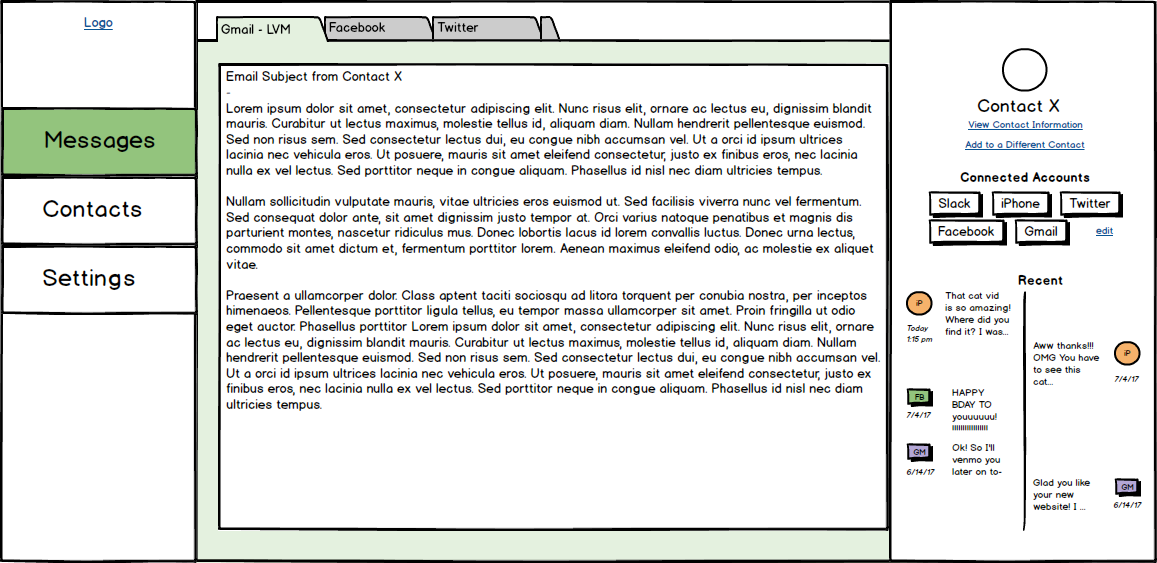 Logo
Messages
Contacts
Settings
Gmail - LVM
Facebook
Twitter
Email Subject from Contact X
-
Lorem ipsum dolor sit amet, consectetur adipiscing elit. Nunc risus elit, ornare ac lectus eu, dignissim blandit
mauris. Curabitur ut lectus maximus, molestie tellus id, aliquam diam. Nullam hendrerit pellentesque euismod.
Sed non risus sem. Sed consectetur lectus dui, eu congue nibh accumsan vel. Ut a orci id ipsum ultrices
lacinia nec vehicula eros. Ut posuere, mauris sit amet eleifend consectetur, justo ex finibus eros, nec lacinia
nulla ex vel lectus. Sed porttitor neque in congue aliquam. Phasellus id nisl nec diam ultricies tempus.
Nullam sollicitudin vulputate mauris, vitae ultricies eros euismod ut. Sed facilisis viverra nunc vel fermentum.
Sed consequat dolor ante, sit amet dignissim justo tempor at. Orci varius natoque penatibus et magnis dis
parturient montes, nascetur ridiculus mus. Donec lobortis lacus id lorem convallis luctus. Donec urna lectus,
commodo sit amet dictum et, fermentum porttitor lorem. Aenean maximus eleifend odio, ac molestie ex aliquet
vitae.
Praesent a ullamcorper dolor. Class aptent taciti sociosqu ad litora torquent per conubia nostra, per inceptos
himenaeos. Pellentesque porttitor ligula tellus, eu tempor massa ullamcorper sit amet. Proin fringilla ut odio
eget auctor. Phasellus porttitor Lorem ipsum dolor sit amet, consectetur adipiscing elit. Nunc risus elit, ornare
ac lectus eu, dignissim blandit mauris. Curabitur ut lectus maximus, molestie tellus id, aliquam diam. Nullam
hendrerit pellentesque euismod. Sed non risus sem. Sed consectetur lectus dui, eu congue nibh accumsan vel.
Ut a orci id ipsum ultrices lacinia nec vehicula eros. Ut posuere, mauris sit amet eleifend consectetur, justo ex
finibus eros, nec lacinia nulla ex vel lectus. Sed porttitor neque in congue aliquam. Phasellus id nisl nec diam
ultricies tempus.
Contact X
View Contact Information
Add to a Different Contact
Connected Accounts
Slack
iPhone
Twitter
Facebook
Gmail
edit
Recent
iP
Today
1:15 pm
That cat vid
is so amazing!
Where did you
find it? I was...
Aww thanks!!!
OMG You have
to see this
cat...
iP
7/4/17
FB
7/4/17
HAPPY
BDAY TO
youuuuuu!
!!!!!!!!!!!!!!!!
GM
6/14/17
Ok! So I'll
venmo you
later on to-
Glad you like
your new
website! I ...
GM
6/14/17